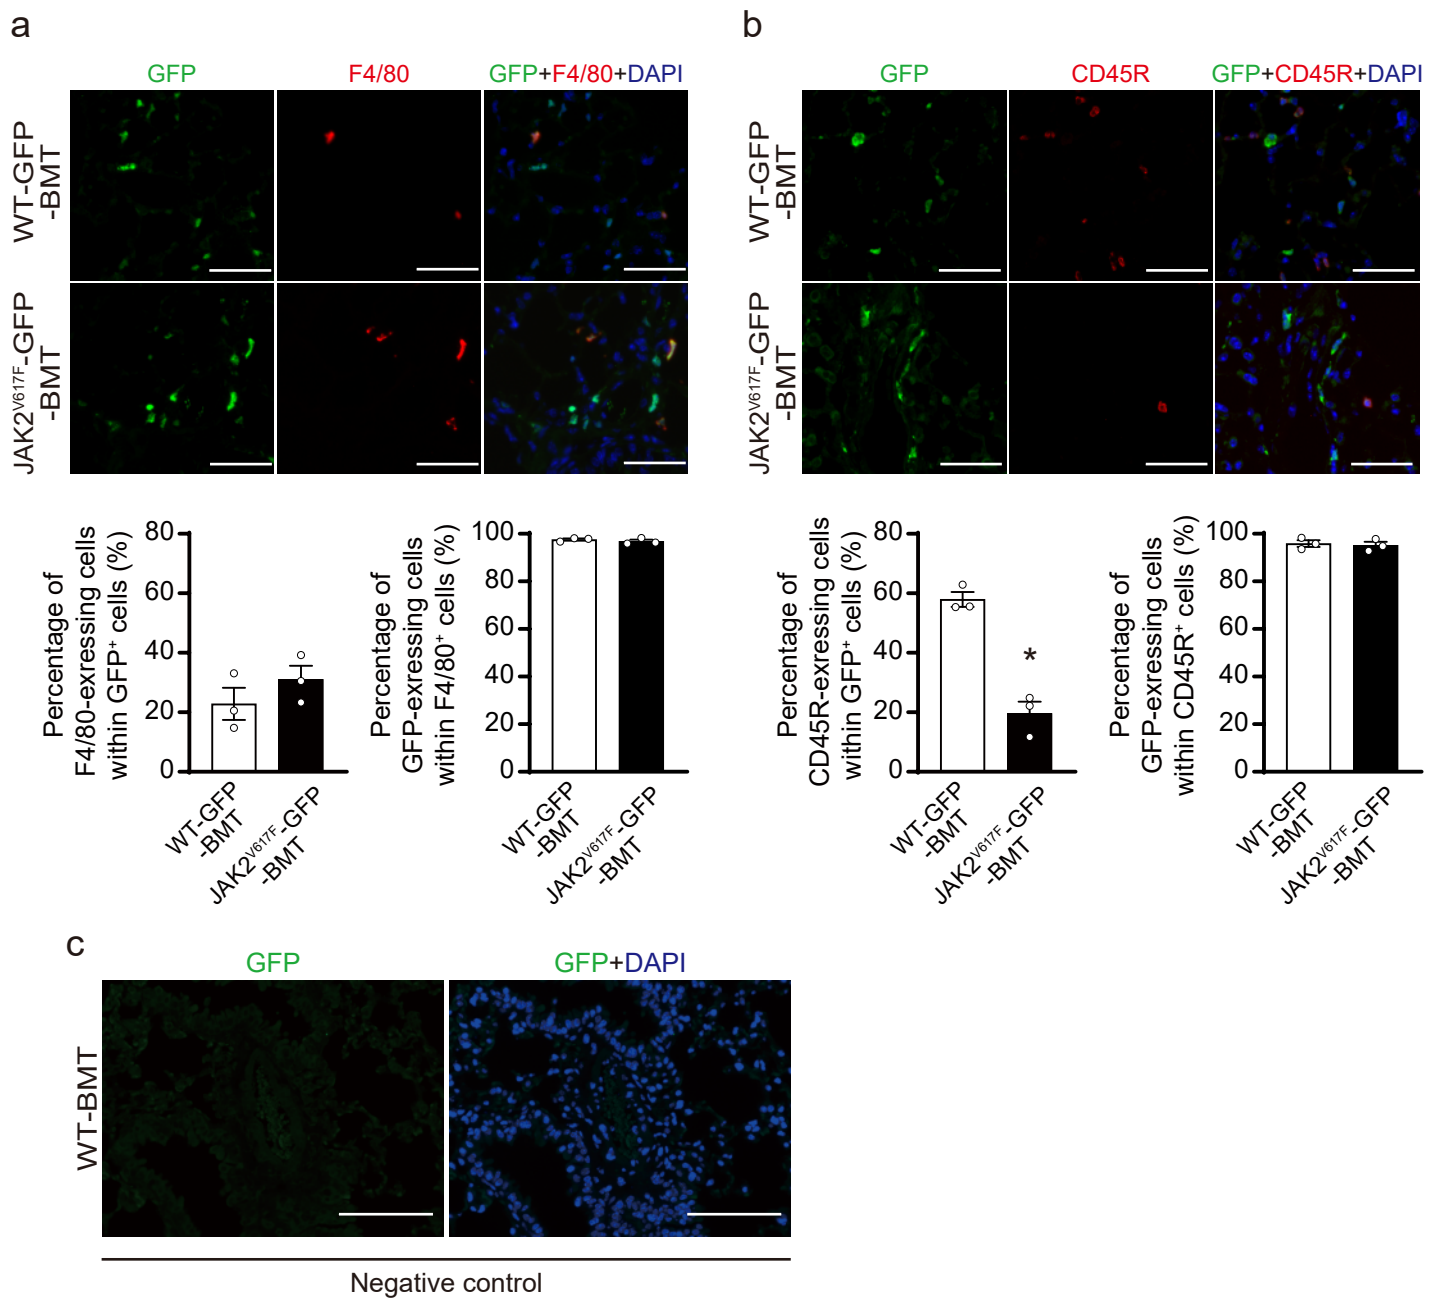 a
GFP
F4/80
GFP+F4/80+DAPI
WT-GFP
-BMT
JAK2V617F-GFP
-BMT
80
60
40
20
0
Percentage of
F4/80-exressing cells
within GFP+ cells (%)
WT-GFP
-BMT
JAK2V617F-GFP
-BMT
100
80
60
40
20
0
Percentage of
GFP-exressing cells
within F4/80+ cells (%)
WT-GFP
-BMT
JAK2V617F-GFP
-BMT
b
GFP
CD45R
GFP+CD45R+DAPI
WT-GFP
-BMT
JAK2V617F-GFP
-BMT
80
60
40
20
0
Percentage of
CD45R-exressing cells
within GFP+ cells (%)
*
WT-GFP
-BMT
JAK2V617F-GFP
-BMT
100
80
60
40
20
0
Percentage of
GFP-exressing cells
within CD45R+ cells (%)
WT-GFP
-BMT
JAK2V617F-GFP
-BMT
c
GFP
GFP+DAPI
WT-BMT
Negative control